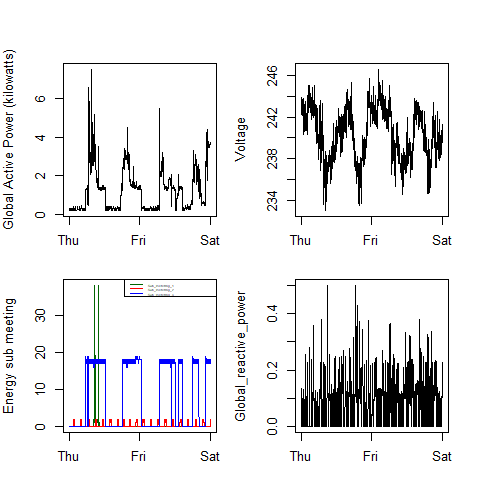 Global Active Power (kilowatts)
0 2 4 6
Thu Fri Sat
Voltage
234 238 242 246
Thu Fri Sat
Energy sub meeting
0 10 20 30
Thu Fri Sat
Global_reactive_power
0.0 0.2 0.4
Thu Fri Sat